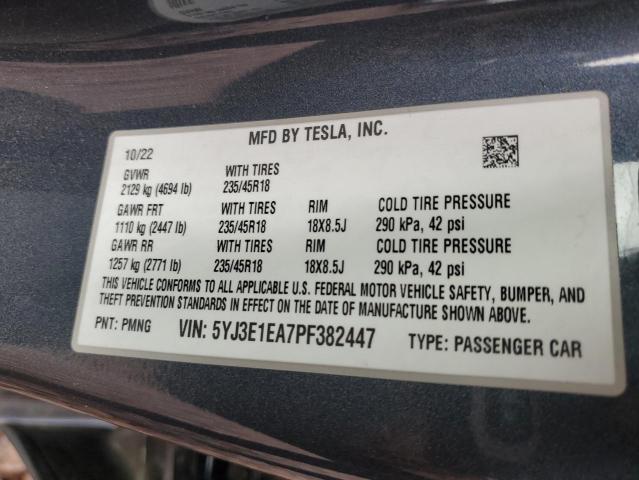 MFD BY TESLA, INC.
10/22
GVWR WITH TIRES
2129 kg (4694 lb) 235/45R18
GAWR FRT WITH TIRES RIM COLD TIRE PRESSURE
1110 kg (2447 lb) 235/45R18 18X8.5J 290 kPa, 42 psi
GAWR RR WITH TIRES RIM COLD TIRE PRESSURE
1257 kg (2771 lb) 235/45R18 18X8.5J 290 kPa, 42 psi
THIS VEHICLE CONFORMS TO ALL APPLICABLE U.S. FEDERAL MOTOR VEHICLE SAFETY, BUMPER, AND
THEFT PREVENTION STANDARDS IN EFFECT ON THE DATE OF MANUFACTURE SHOWN ABOVE.
PNT: PMNG VIN: 5YJ3E1EA7PF382447 TYPE: PASSENGER CAR